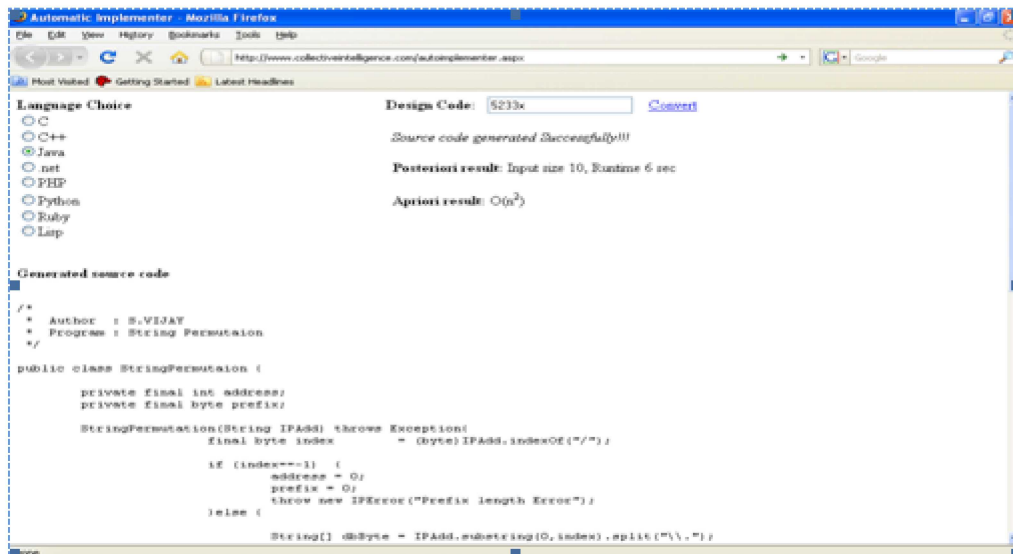 Automatic Implementer - Mozilla Firefox
File Edit View History Bookmarks Tools Help
http://www.collectiveintelligence.com/autoimplementer.aspx
Google
Most Visited Getting Started Latest Headlines
Language Choice
Design Code: 5233x Convert
C
C++
Source code generated Successfully!!!
Java
.net
Posteriori result: Input size 10, Runtime 6 sec
PHP
Python
Apriori result: O(n²)
Ruby
Lisp
Generated source code
/*
* Author : S.VIJAY
* Program : String Permutaion
*/
public class StringPermutaion {
private final int address;
private final byte prefix;
StringPermutation(String IPAdd) throws Exception{
final byte index = (byte)IPAdd.indexOf("/");
if (index==-1) {
address = 0;
prefix = 0;
throw new IPError("Prefix length Error");
}else {
String[] dbByte = IPAdd.substring(0,index).split("\\.");